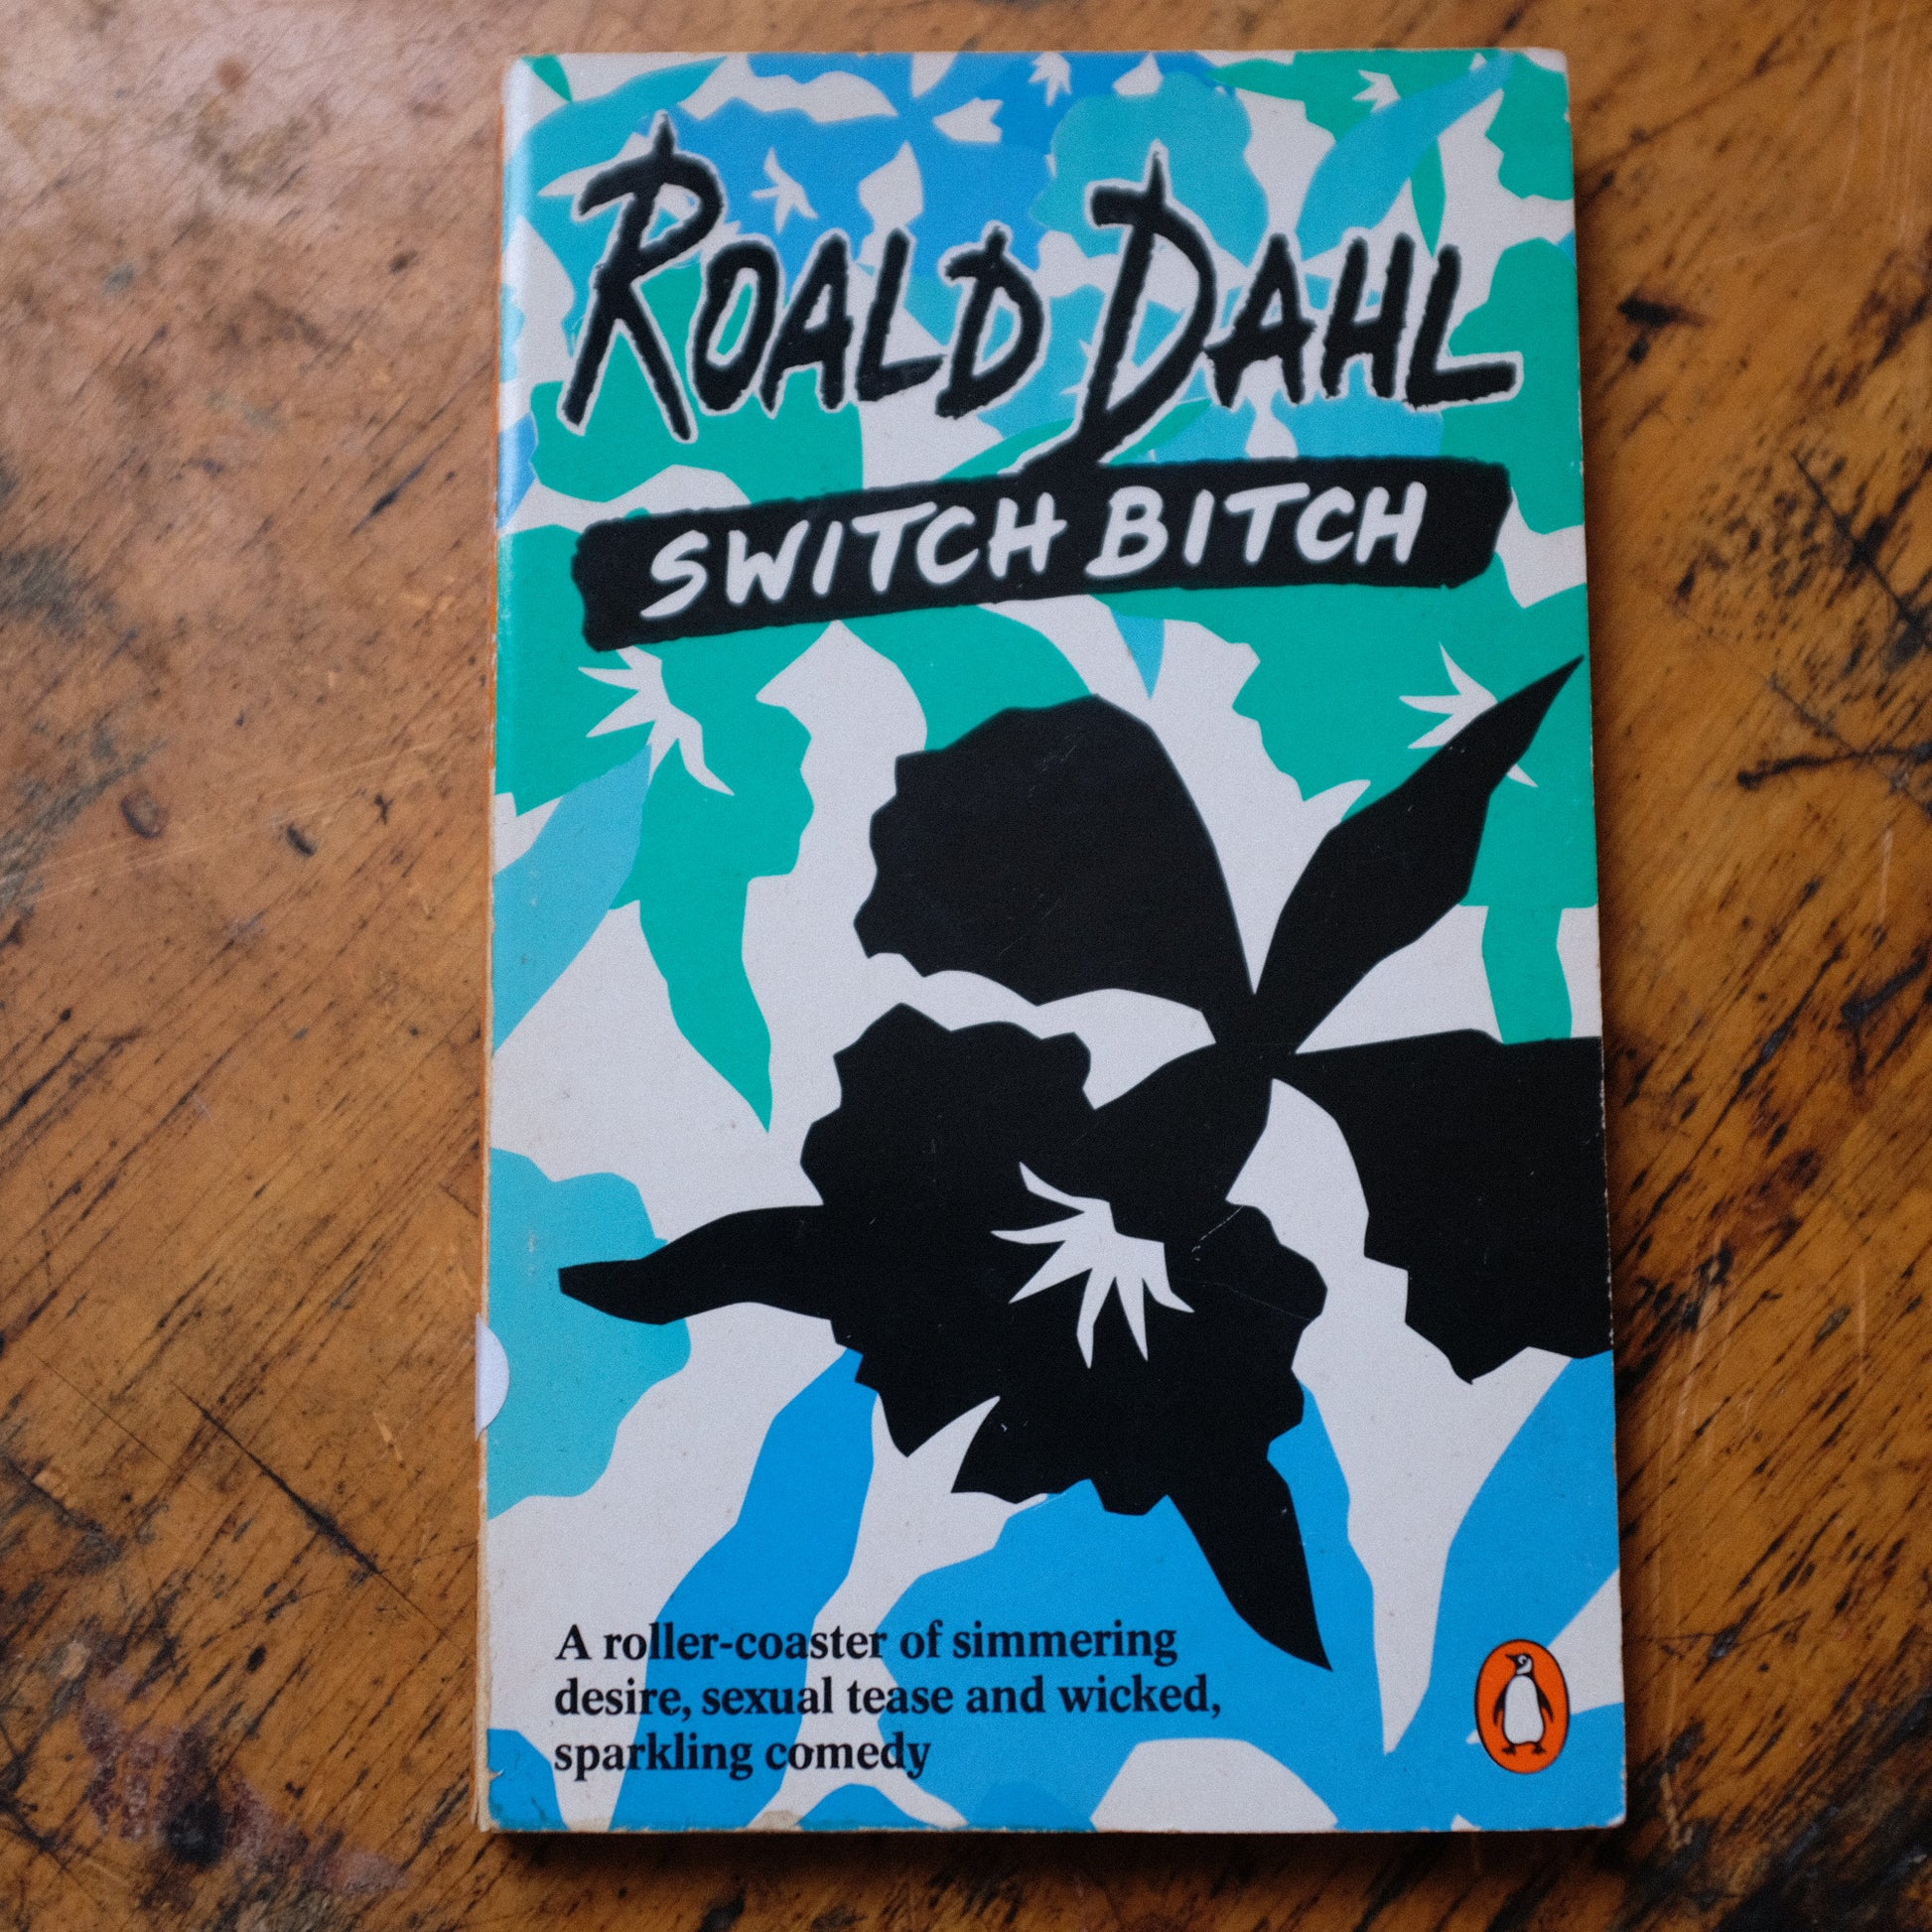 ROALD DAHL
SWITCH BITCH
A roller-coaster of simmering
desire, sexual tease and wicked,
sparkling comedy